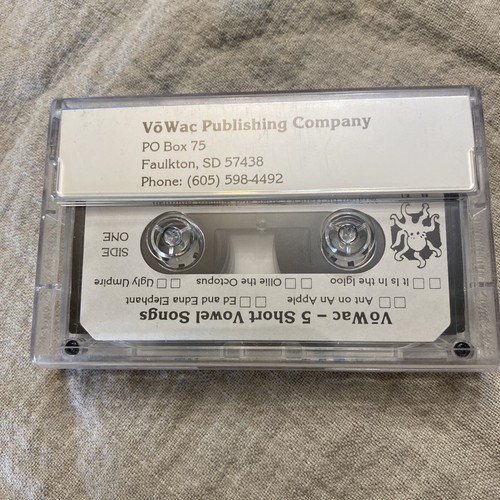 VōWac Publishing Company
PO Box 75
Faulkton, SD 57438
Phone: (605) 598-4492
VōWac – 5 Short Vowel Songs
□□ Ant on An Apple □□ Ed and Edna Elephant
□ It Is In the Igloo □□ Ollie the Octopus □□ Ugly Umpire
SIDE
ONE